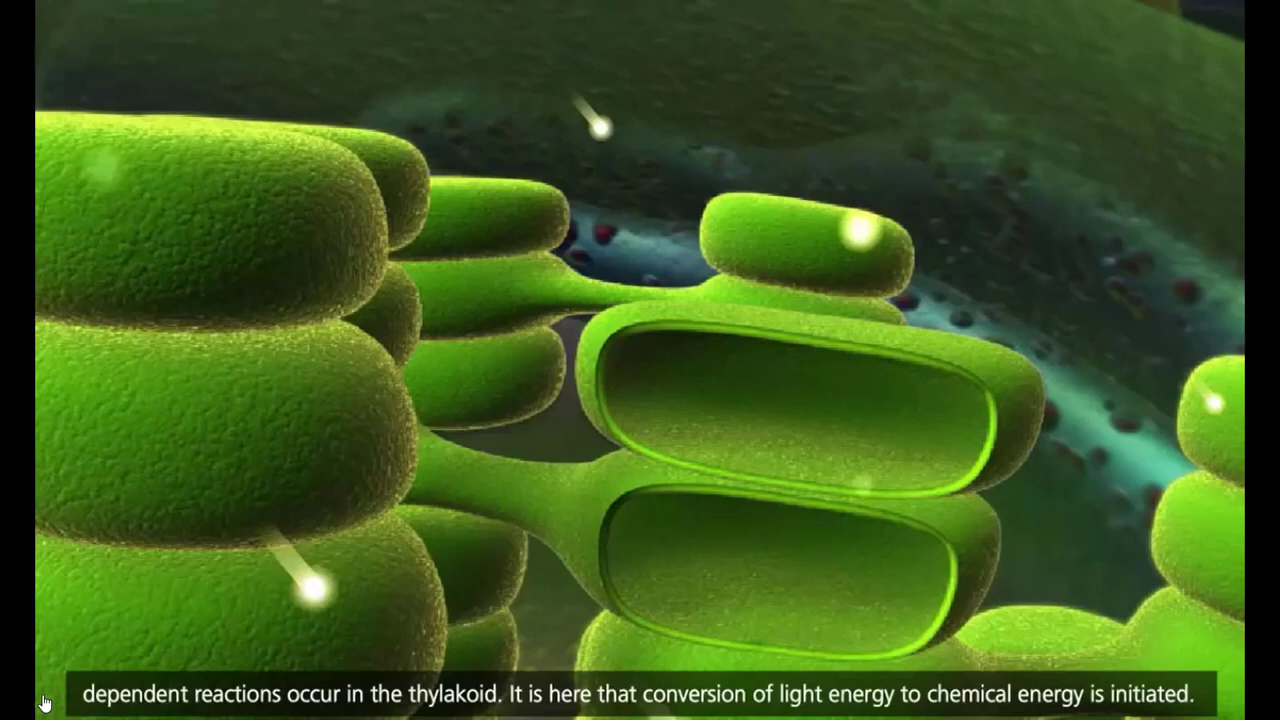 dependent reactions occur in the thylakoid. It is here that conversion of light energy to chemical energy is initiated.